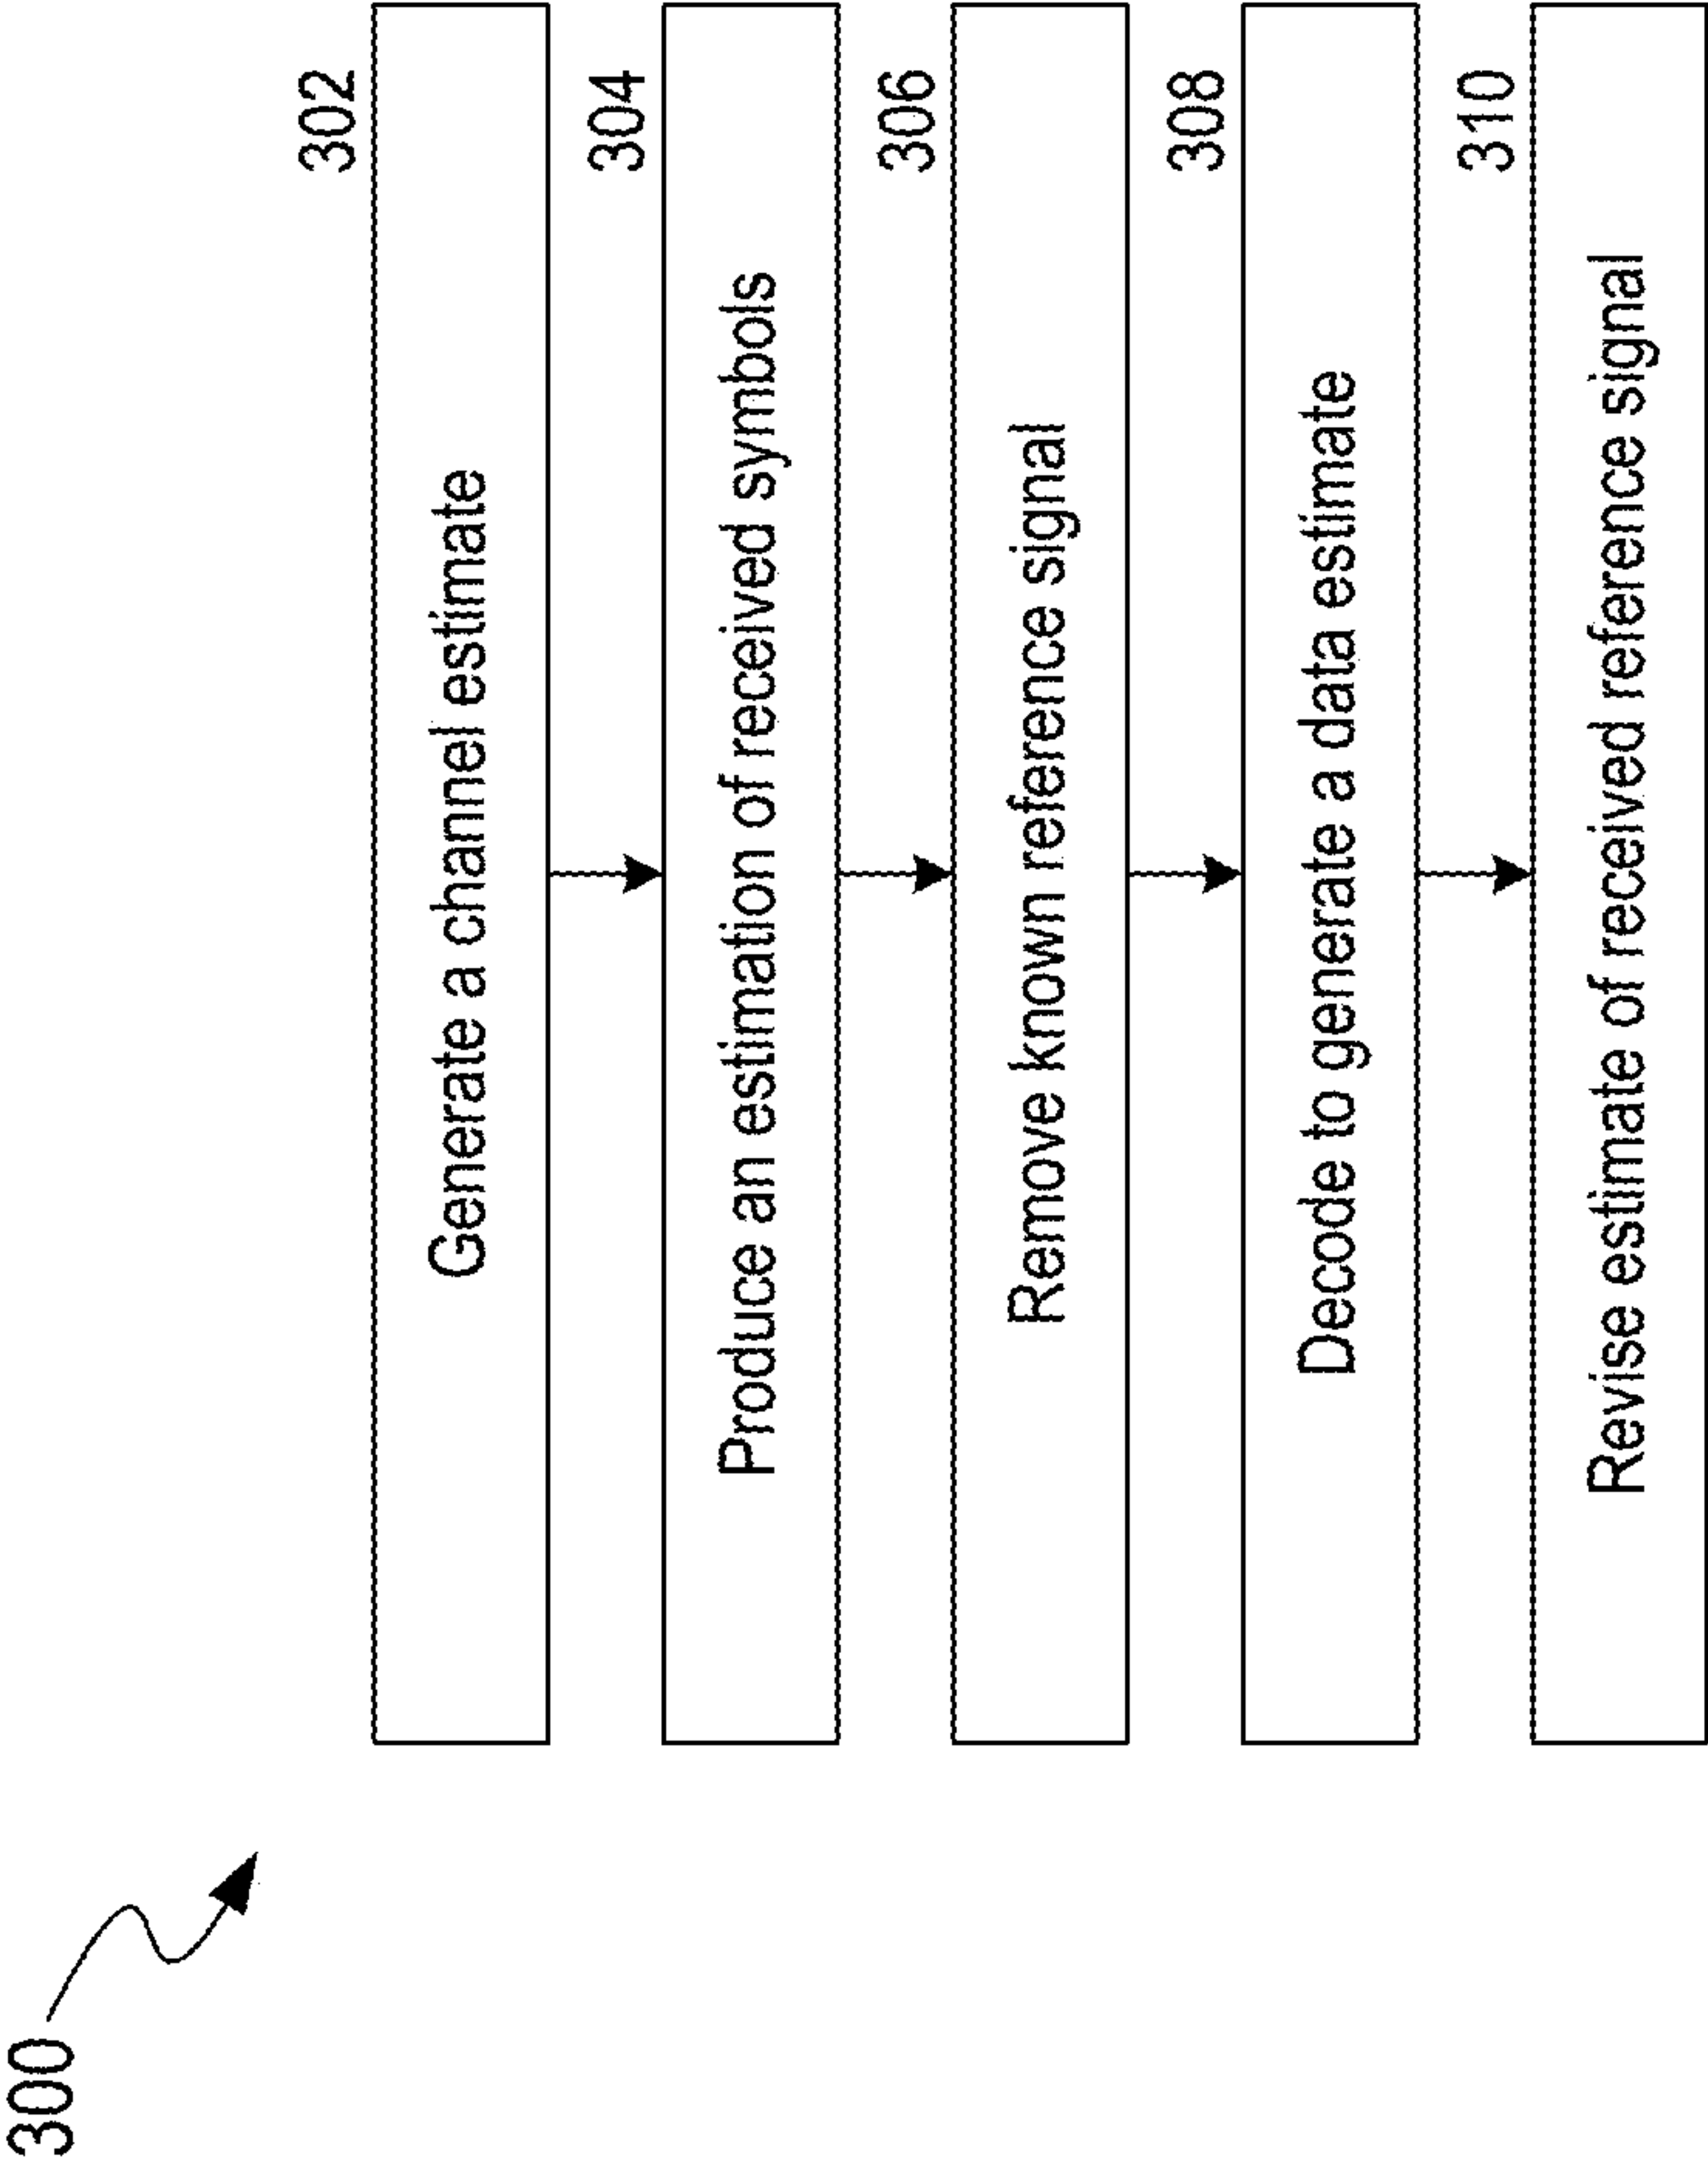 300
302
Generate a channel estimate
304
Produce an estimation of received symbols
306
Remove known reference signal
308
Decode to generate a data estimate
310
Revise estimate of received reference signal